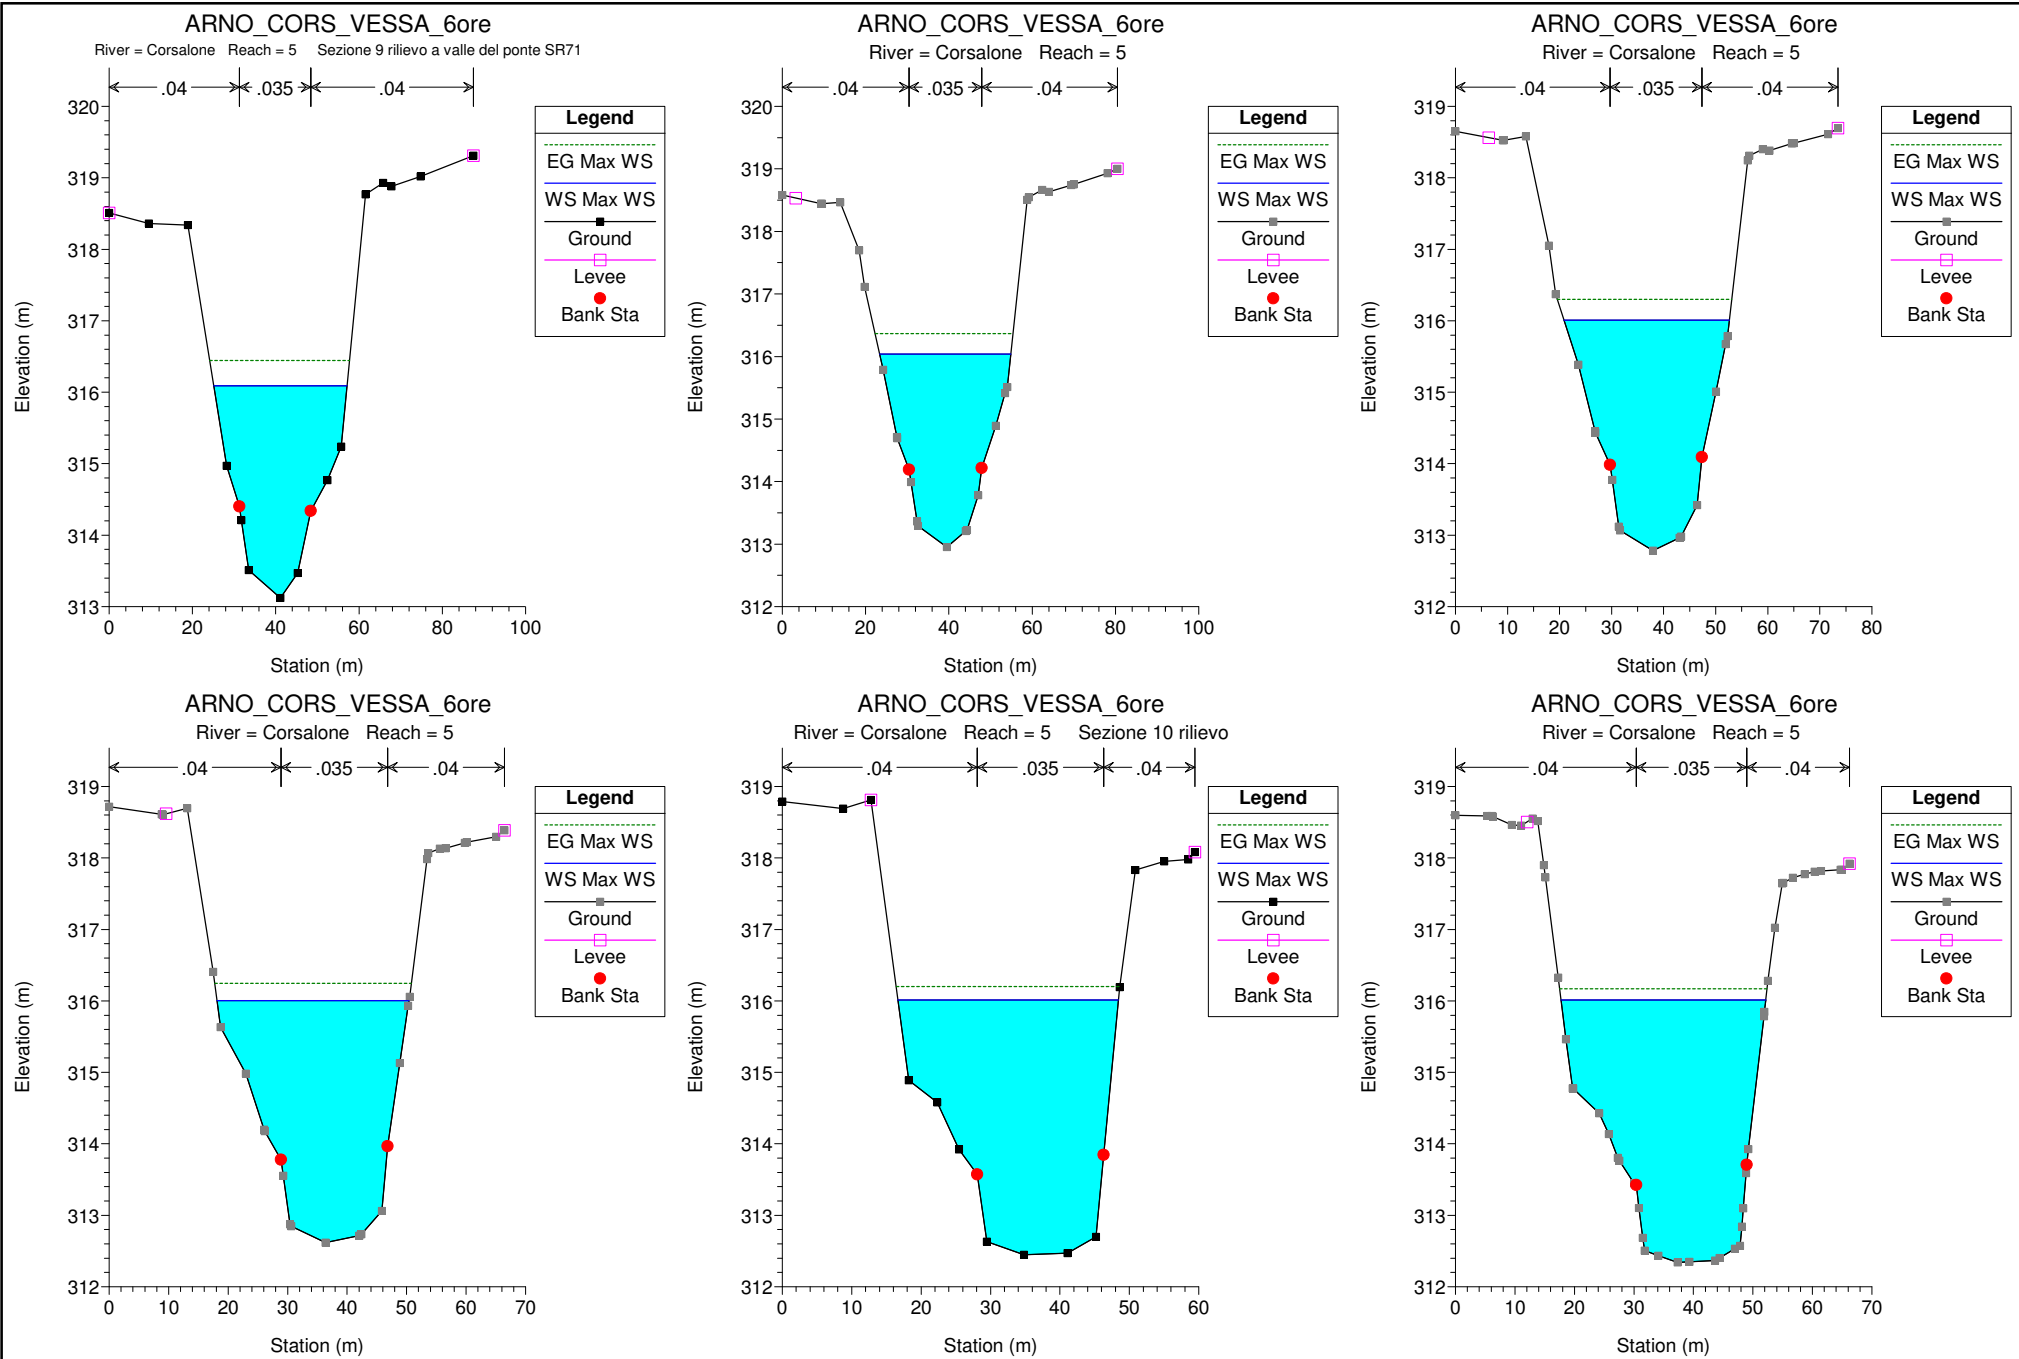 ARNO_CORS_VESSA_6ore
River = Corsalone Reach = 5 Sezione 9 rilievo a valle del ponte SR71
.04 .035 .04
320
319
318
317
316
315
314
313
0 20 40 60 80 100
Station (m)
Elevation (m)
Legend
EG Max WS
WS Max WS
Ground
Levee
Bank Sta
ARNO_CORS_VESSA_6ore
River = Corsalone Reach = 5
.04 .035 .04
320
319
318
317
316
315
314
313
312
0 20 40 60 80 100
Station (m)
Elevation (m)
Legend
EG Max WS
WS Max WS
Ground
Levee
Bank Sta
ARNO_CORS_VESSA_6ore
River = Corsalone Reach = 5
.04 .035 .04
319
318
317
316
315
314
313
312
0 10 20 30 40 50 60 70 80
Station (m)
Elevation (m)
Legend
EG Max WS
WS Max WS
Ground
Levee
Bank Sta
ARNO_CORS_VESSA_6ore
River = Corsalone Reach = 5
.04 .035 .04
319
318
317
316
315
314
313
312
0 10 20 30 40 50 60 70
Station (m)
Elevation (m)
Legend
EG Max WS
WS Max WS
Ground
Levee
Bank Sta
ARNO_CORS_VESSA_6ore
River = Corsalone Reach = 5 Sezione 10 rilievo
.04 .035 .04
319
318
317
316
315
314
313
312
0 10 20 30 40 50 60
Station (m)
Elevation (m)
Legend
EG Max WS
WS Max WS
Ground
Levee
Bank Sta
ARNO_CORS_VESSA_6ore
River = Corsalone Reach = 5
.04 .035 .04
319
318
317
316
315
314
313
312
0 10 20 30 40 50 60 70
Station (m)
Elevation (m)
Legend
EG Max WS
WS Max WS
Ground
Levee
Bank Sta